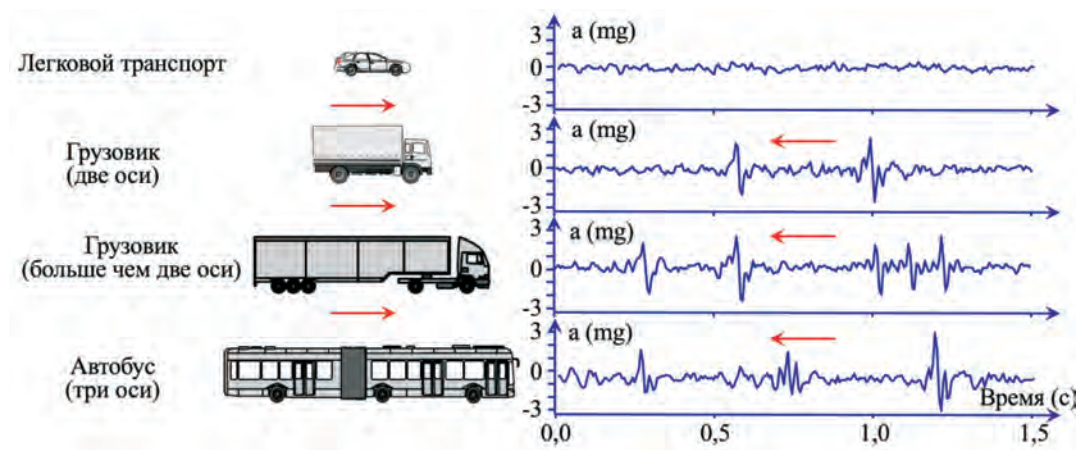 Легковой транспорт
3
0
-3
a (mg)
Грузовик
(две оси)
3
0
-3
a (mg)
Грузовик
(больше чем две оси)
3
0
-3
a (mg)
Автобус
(три оси)
3
0
-3
a (mg)
Время (с)
0,0
0,5
1,0
1,5